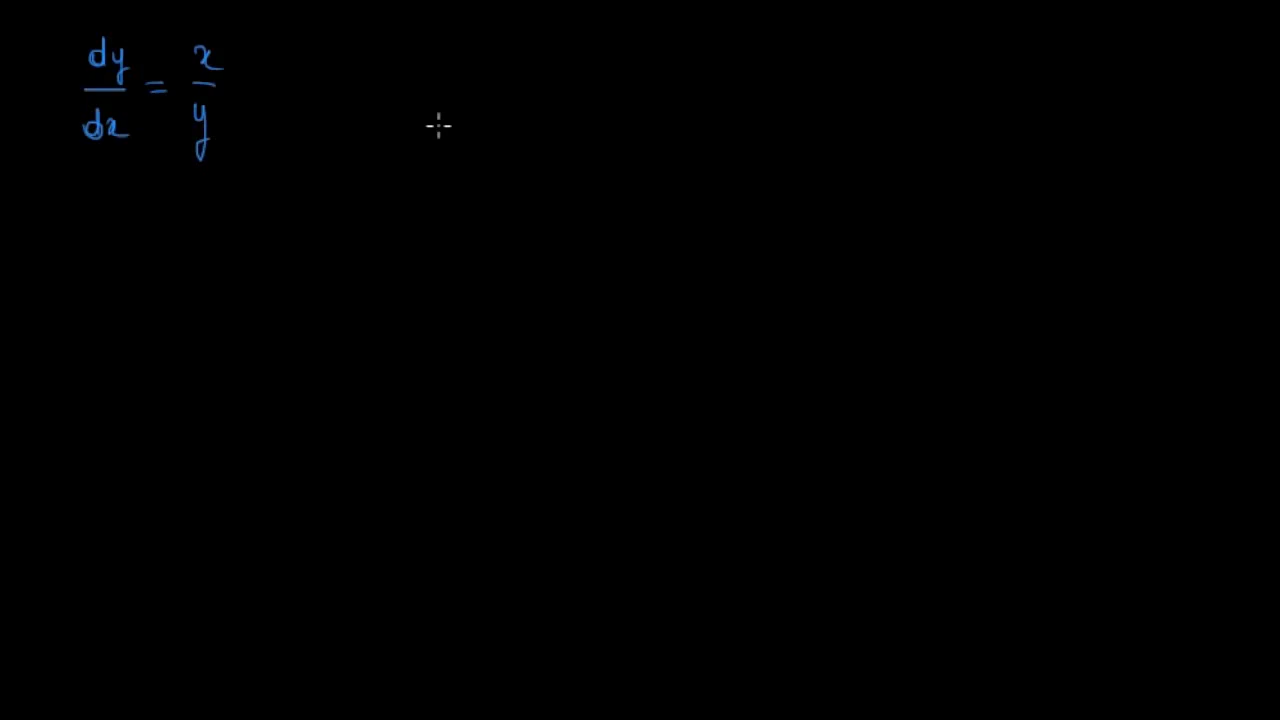 dy/dx = x/y